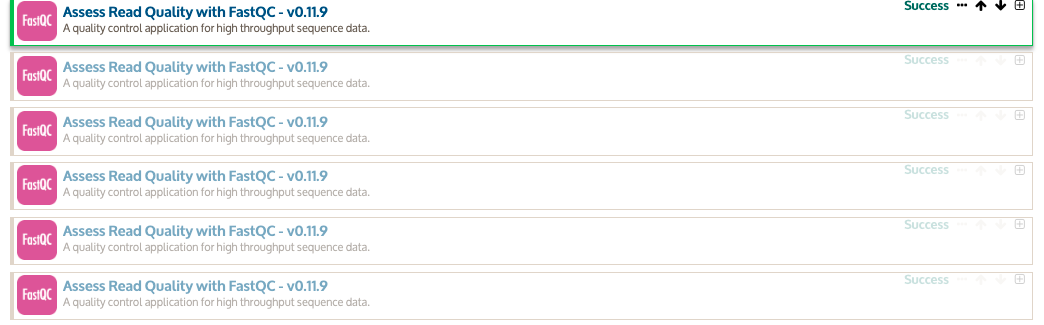 FastQC
Assess Read Quality with FastQC - v0.11.9
Success
A quality control application for high throughput sequence data.
FastQC
Assess Read Quality with FastQC - v0.11.9
Success
A quality control application for high throughput sequence data.
FastQC
Assess Read Quality with FastQC - v0.11.9
Success
A quality control application for high throughput sequence data.
FastQC
Assess Read Quality with FastQC - v0.11.9
Success
A quality control application for high throughput sequence data.
FastQC
Assess Read Quality with FastQC - v0.11.9
Success
A quality control application for high throughput sequence data.
FastQC
Assess Read Quality with FastQC - v0.11.9
Success
A quality control application for high throughput sequence data.